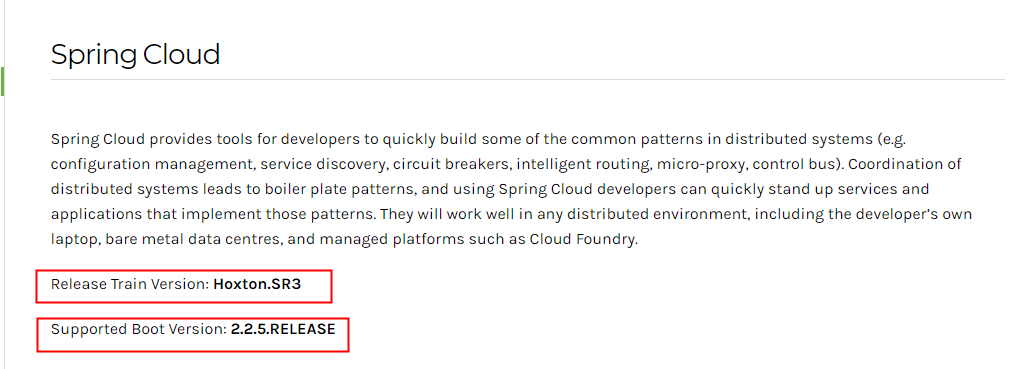 Spring Cloud
Spring Cloud provides tools for developers to quickly build some of the common patterns in distributed systems (e.g.
configuration management, service discovery, circuit breakers, intelligent routing, micro-proxy, control bus). Coordination of
distributed systems leads to boiler plate patterns, and using Spring Cloud developers can quickly stand up services and
applications that implement those patterns. They will work well in any distributed environment, including the developer’s own
laptop, bare metal data centres, and managed platforms such as Cloud Foundry.
Release Train Version: Hoxton.SR3
Supported Boot Version: 2.2.5.RELEASE